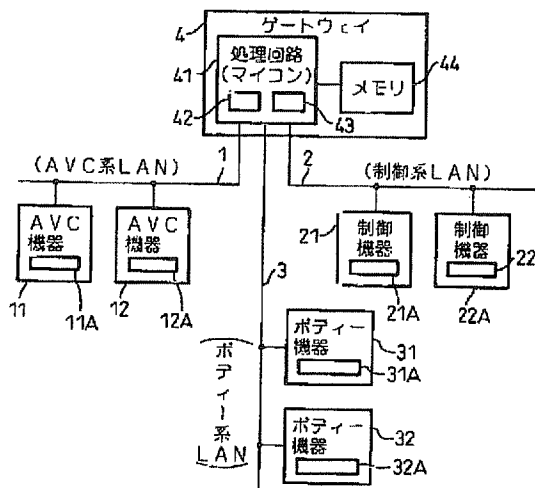 4
ゲートウェイ
41
処理回路
(マイコン)
42
43
メモリ
44
(AVC系LAN)
1
2
(制御系LAN)
AVC
機器
11
11A
AVC
機器
12
12A
3
21
制御
機器
21A
制御
機器
22
22A
(ボディー系LAN)
ボディー
機器
31
31A
ボディー
機器
32
32A